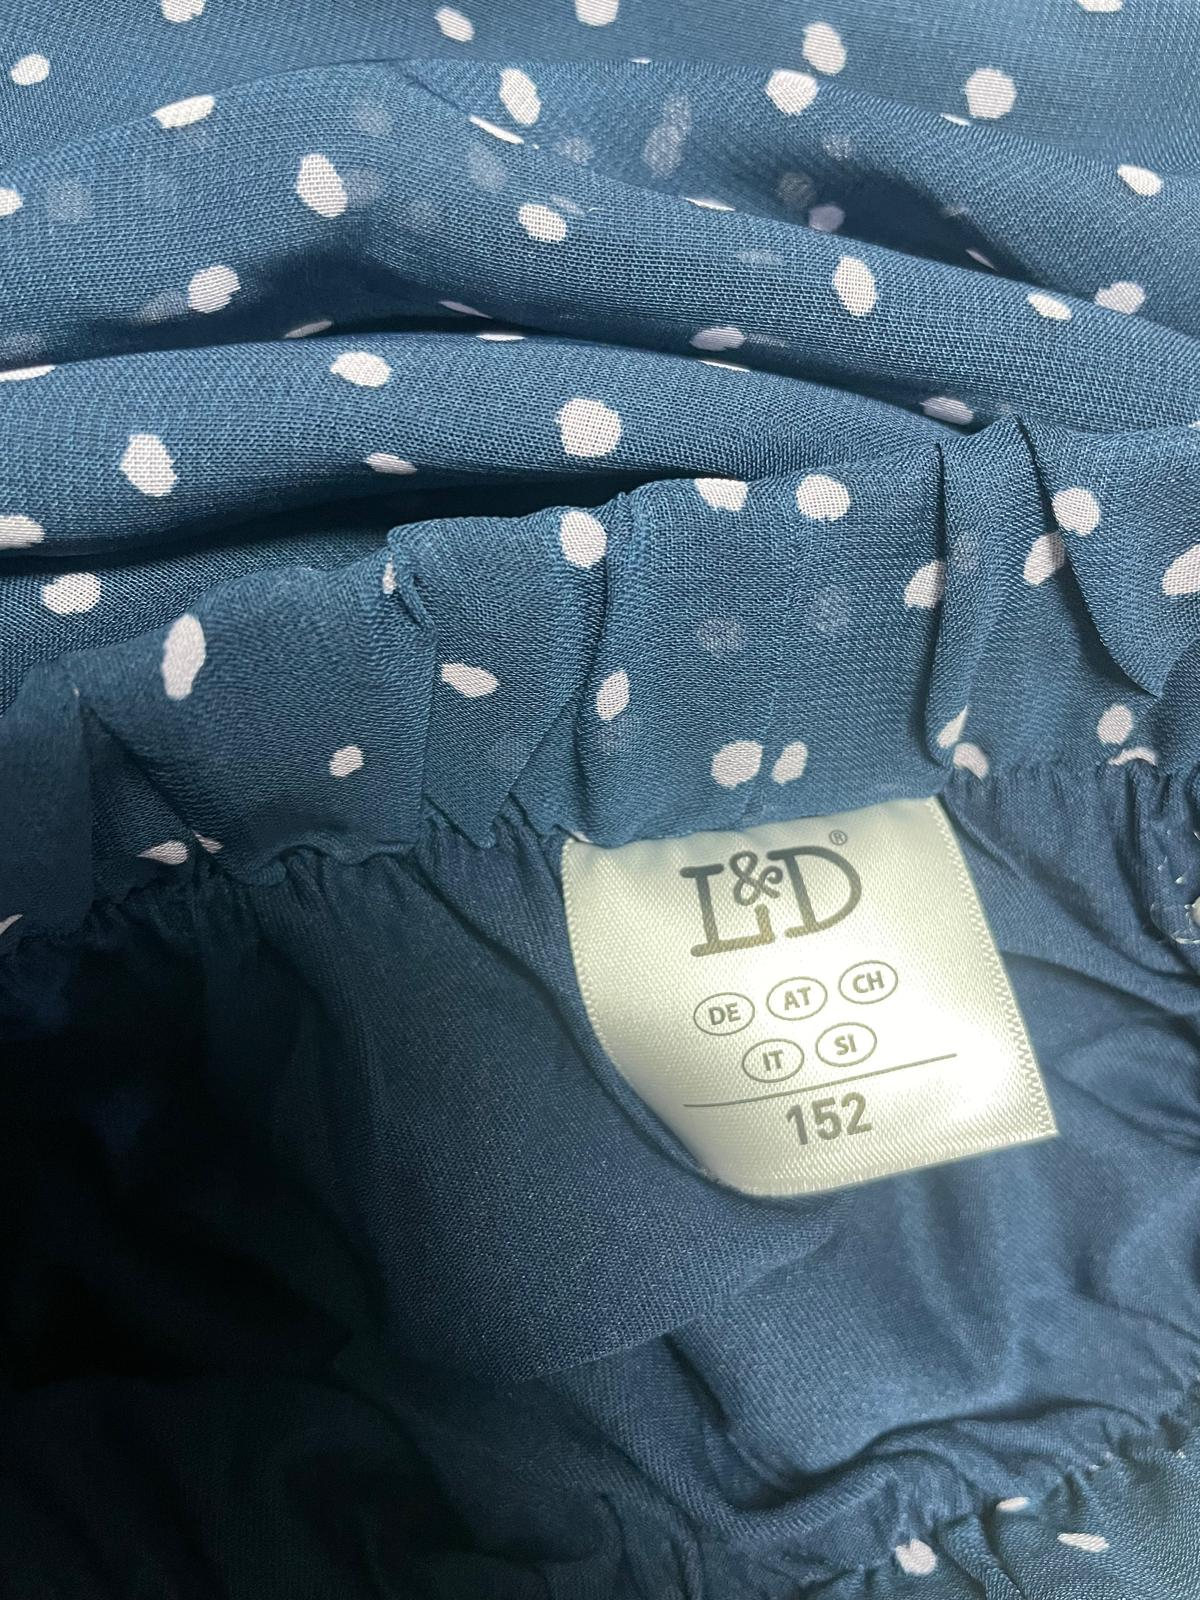 L&D®
DE AT CH
IT SI
152